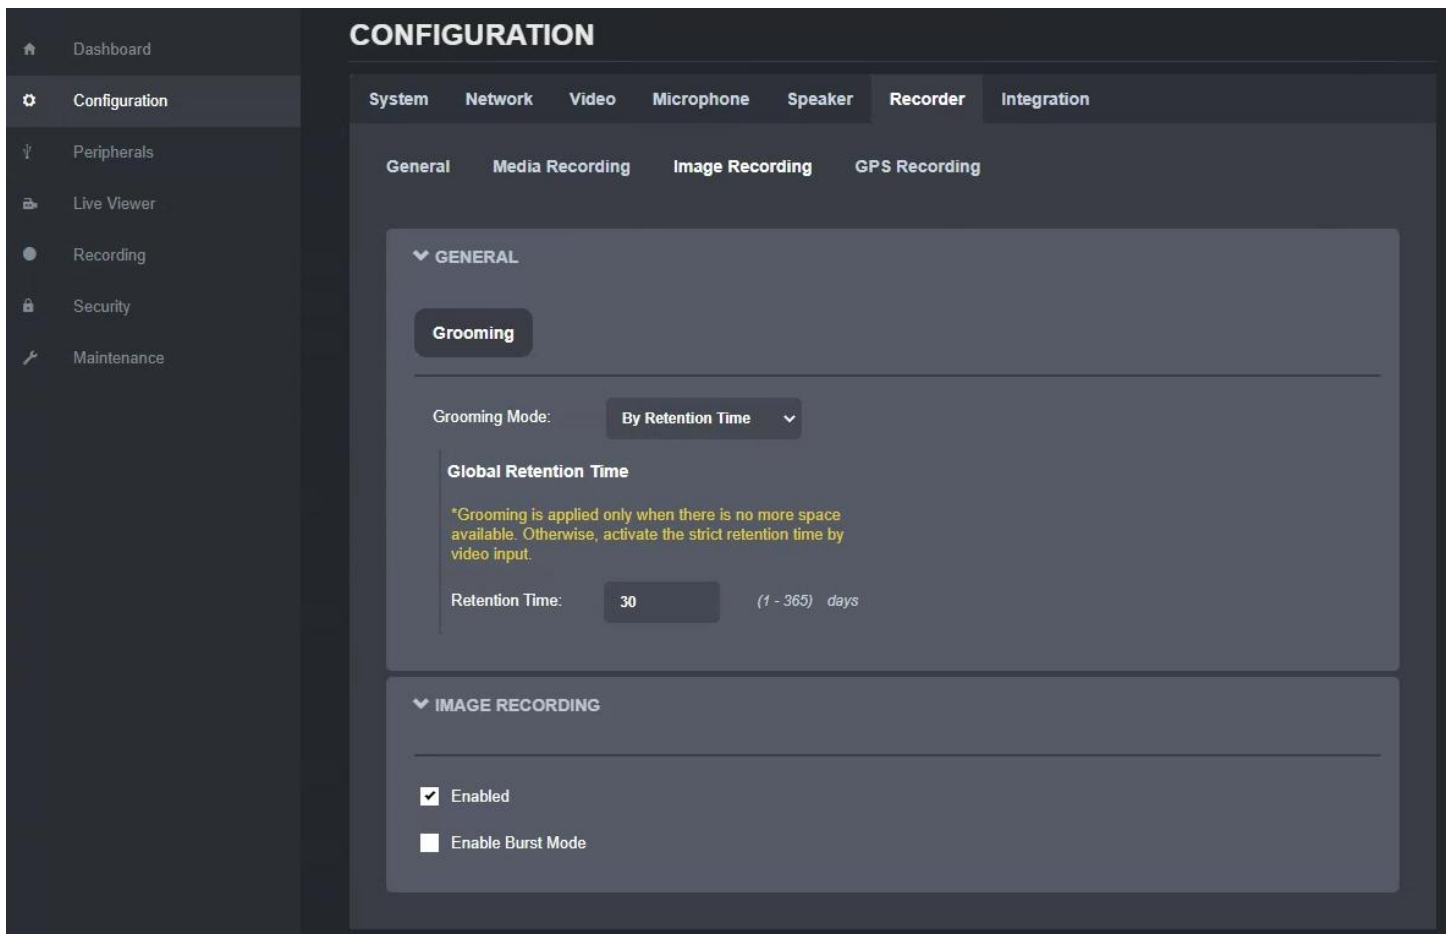 CONFIGURATION
Dashboard
Configuration
Peripherals
Live Viewer
Recording
Security
Maintenance
System Network Video Microphone Speaker Recorder Integration
General Media Recording Image Recording GPS Recording
GENERAL
Grooming
Grooming Mode: By Retention Time
Global Retention Time
*Grooming is applied only when there is no more space
available. Otherwise, activate the strict retention time by
video input.
Retention Time: 30 (1 - 365) days
IMAGE RECORDING
Enabled
Enable Burst Mode